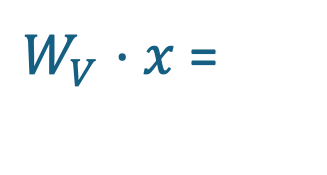 W_V · x =